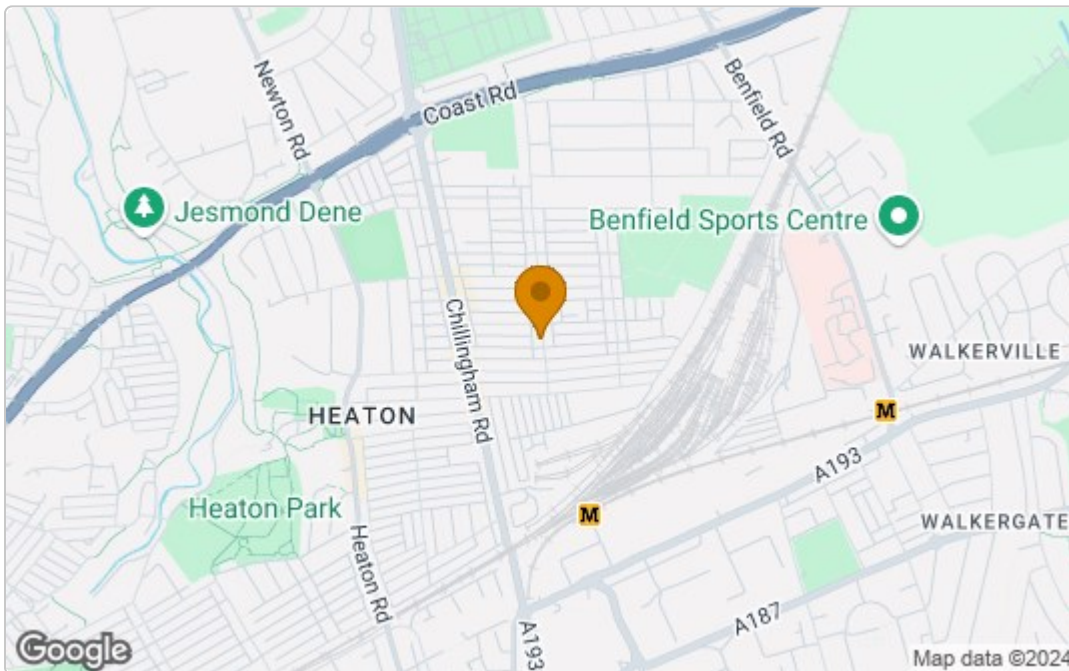 Coast Rd
Newton Rd
Benfield Rd
Jesmond Dene
Benfield Sports Centre
Chillingham Rd
WALKERVILLE
HEATON
M
A193
Heaton Park
M
WALKERGATE
Heaton Rd
A187
A193
Google
Map data ©2024